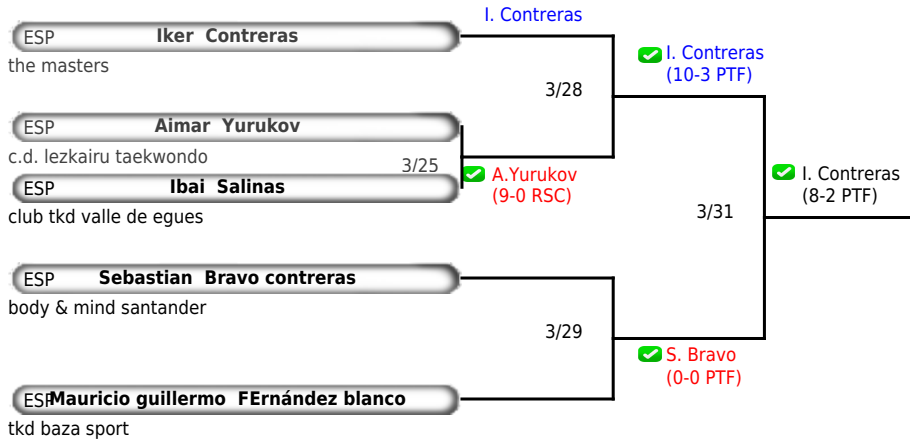 I. Contreras
ESP Iker Contreras
the masters
I. Contreras
(10-3 PTF)
3/28
ESP Aimar Yurukov
c.d. lezkairu taekwondo
3/25
A.Yurukov
(9-0 RSC)
ESP Ibai Salinas
club tkd valle de egues
I. Contreras
(8-2 PTF)
3/31
ESP Sebastian Bravo contreras
body & mind santander
3/29
S. Bravo
(0-0 PTF)
ESP Mauricio guillermo FErnández blanco
tkd baza sport